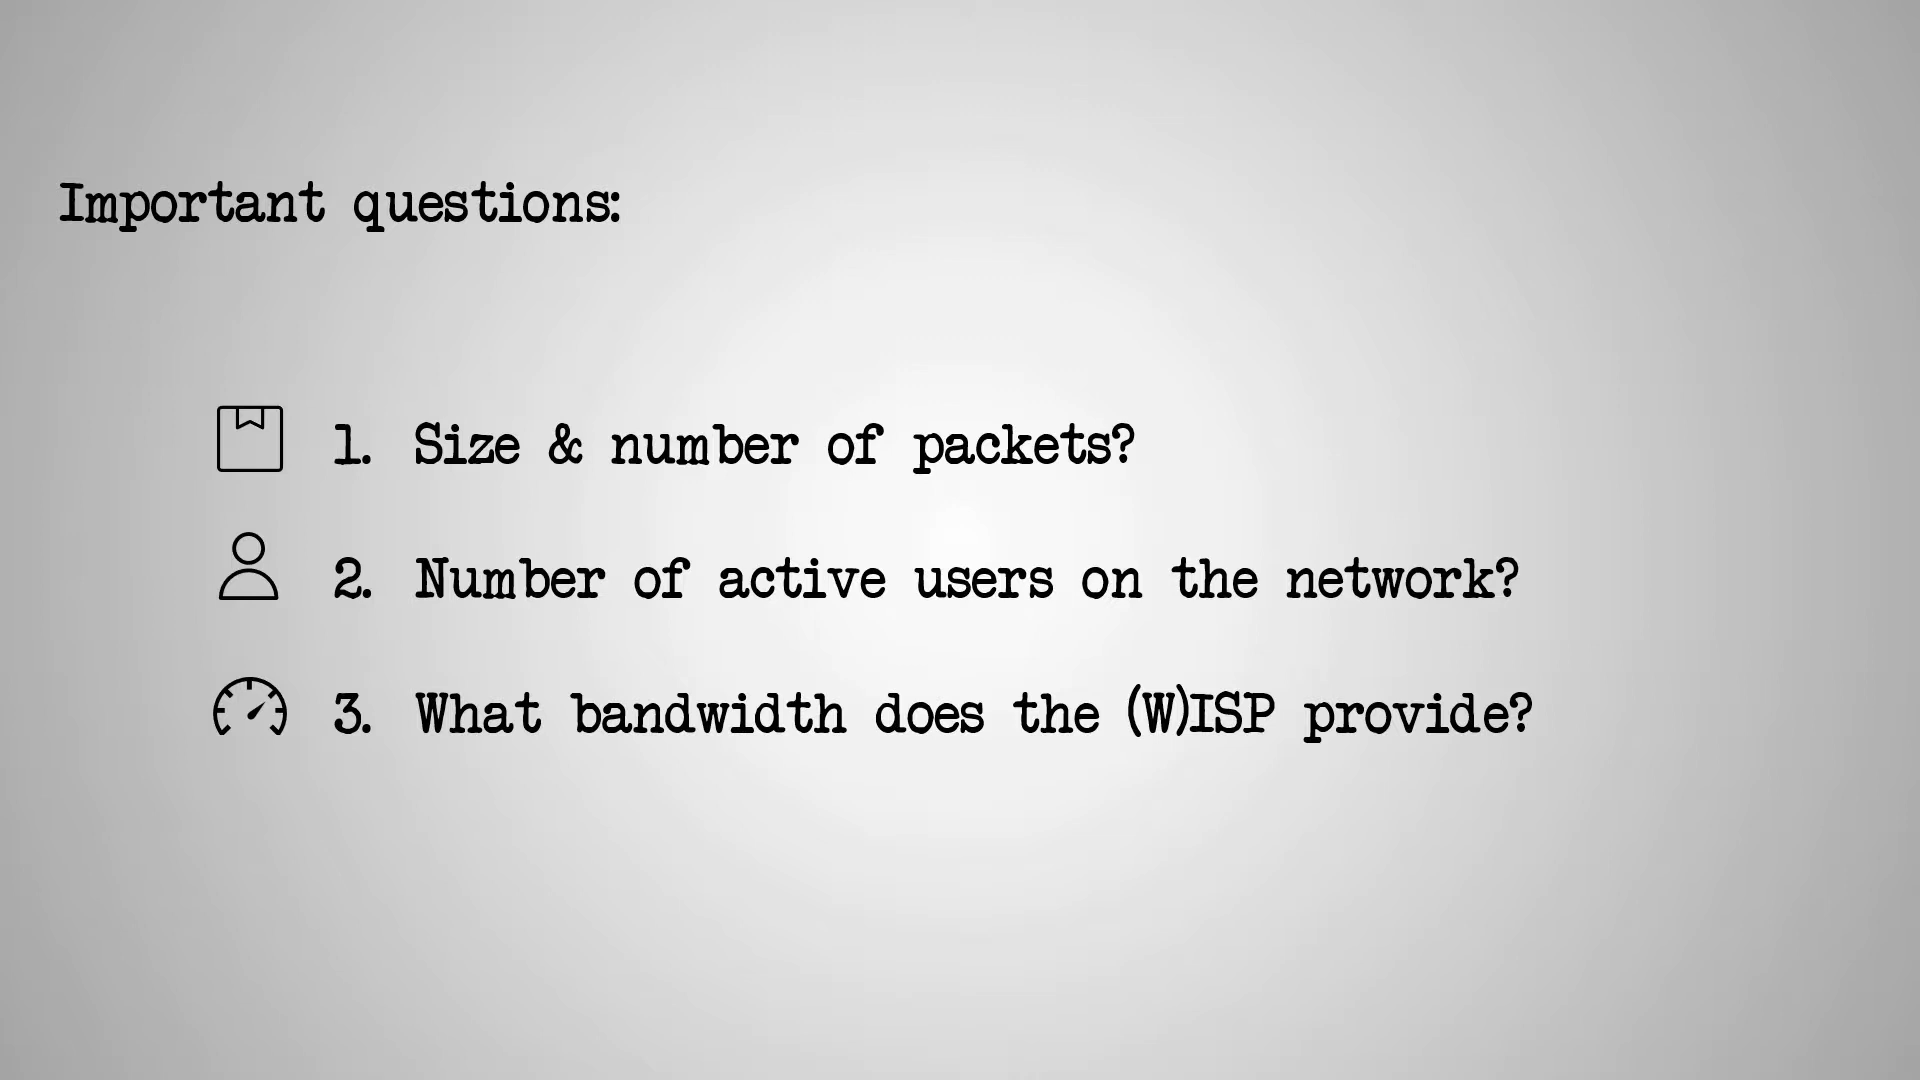 Important questions:
1. Size & number of packets?
2. Number of active users on the network?
3. What bandwidth does the (W)ISP provide?